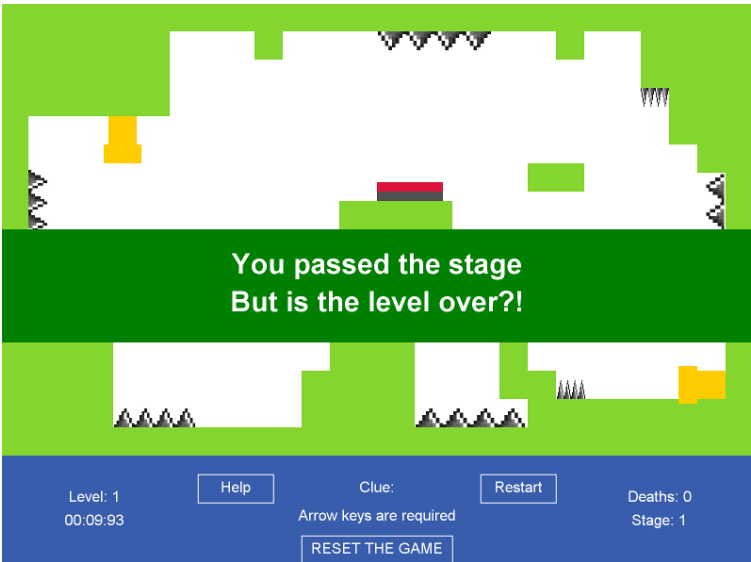 You passed the stage
But is the level over?!
Level: 1
00:09:93
Help
Clue:
Arrow keys are required
RESET THE GAME
Restart
Deaths: 0
Stage: 1